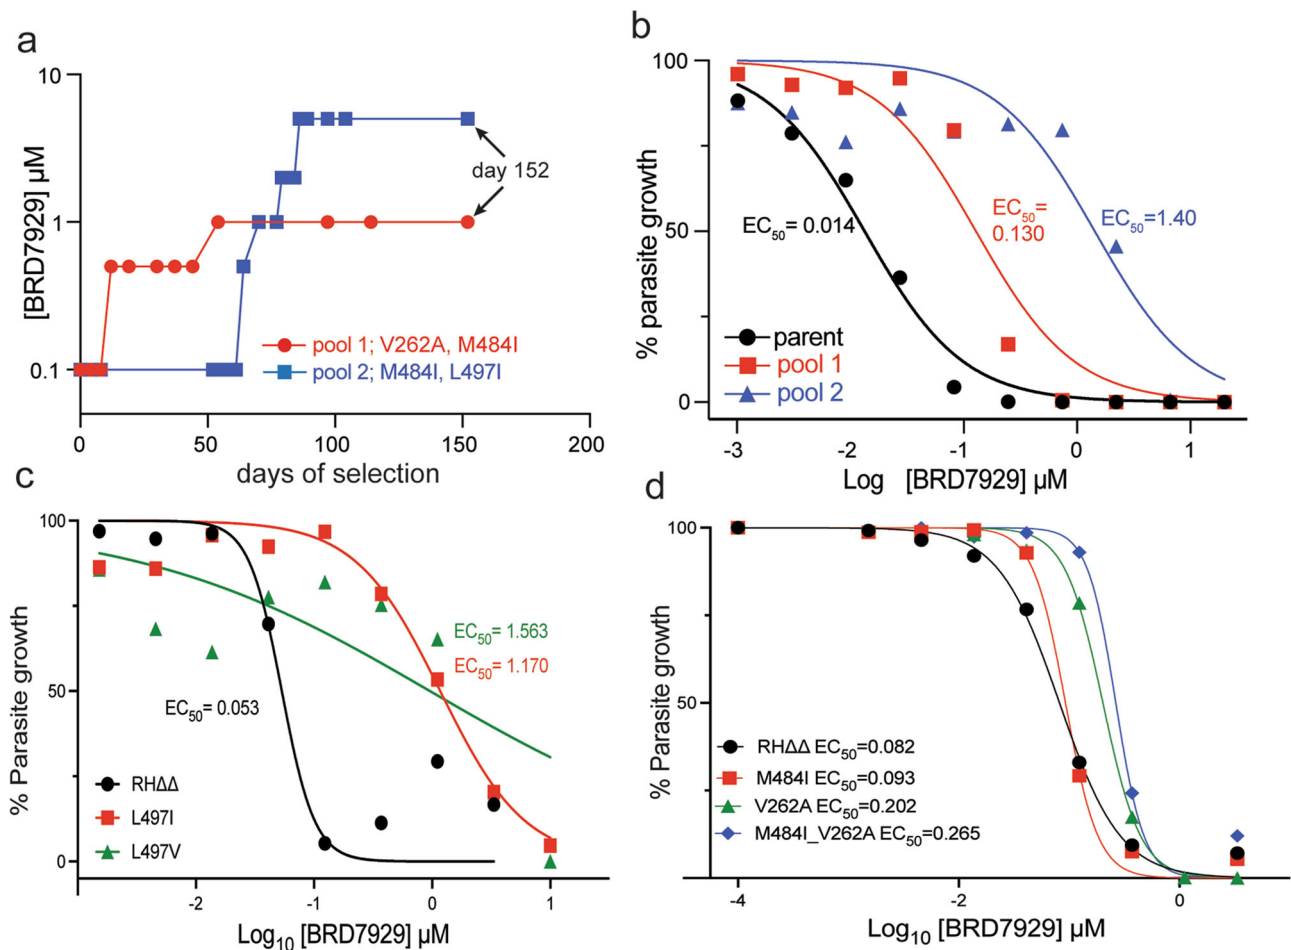 a
[BRD7929] µM
10
1
0.1
day 152
pool 1; V262A, M484I
pool 2; M484I, L497I
0
50
100
150
200
days of selection
b
% parasite growth
100
50
0
EC50= 0.014
EC50=
0.130
EC50=1.40
parent
pool 1
pool 2
-3
-2
-1
0
1
Log [BRD7929] µM
c
% Parasite growth
100
50
0
EC50= 1.563
EC50= 1.170
EC50= 0.053
RHΔΔ
L497I
L497V
-2
-1
0
1
Log10 [BRD7929] µM
d
% Parasite growth
100
50
RHΔΔ EC50=0.082
M484I EC50=0.093
V262A EC50=0.202
M484I_V262A EC50=0.265
-4
-2
0
Log10 [BRD7929] µM